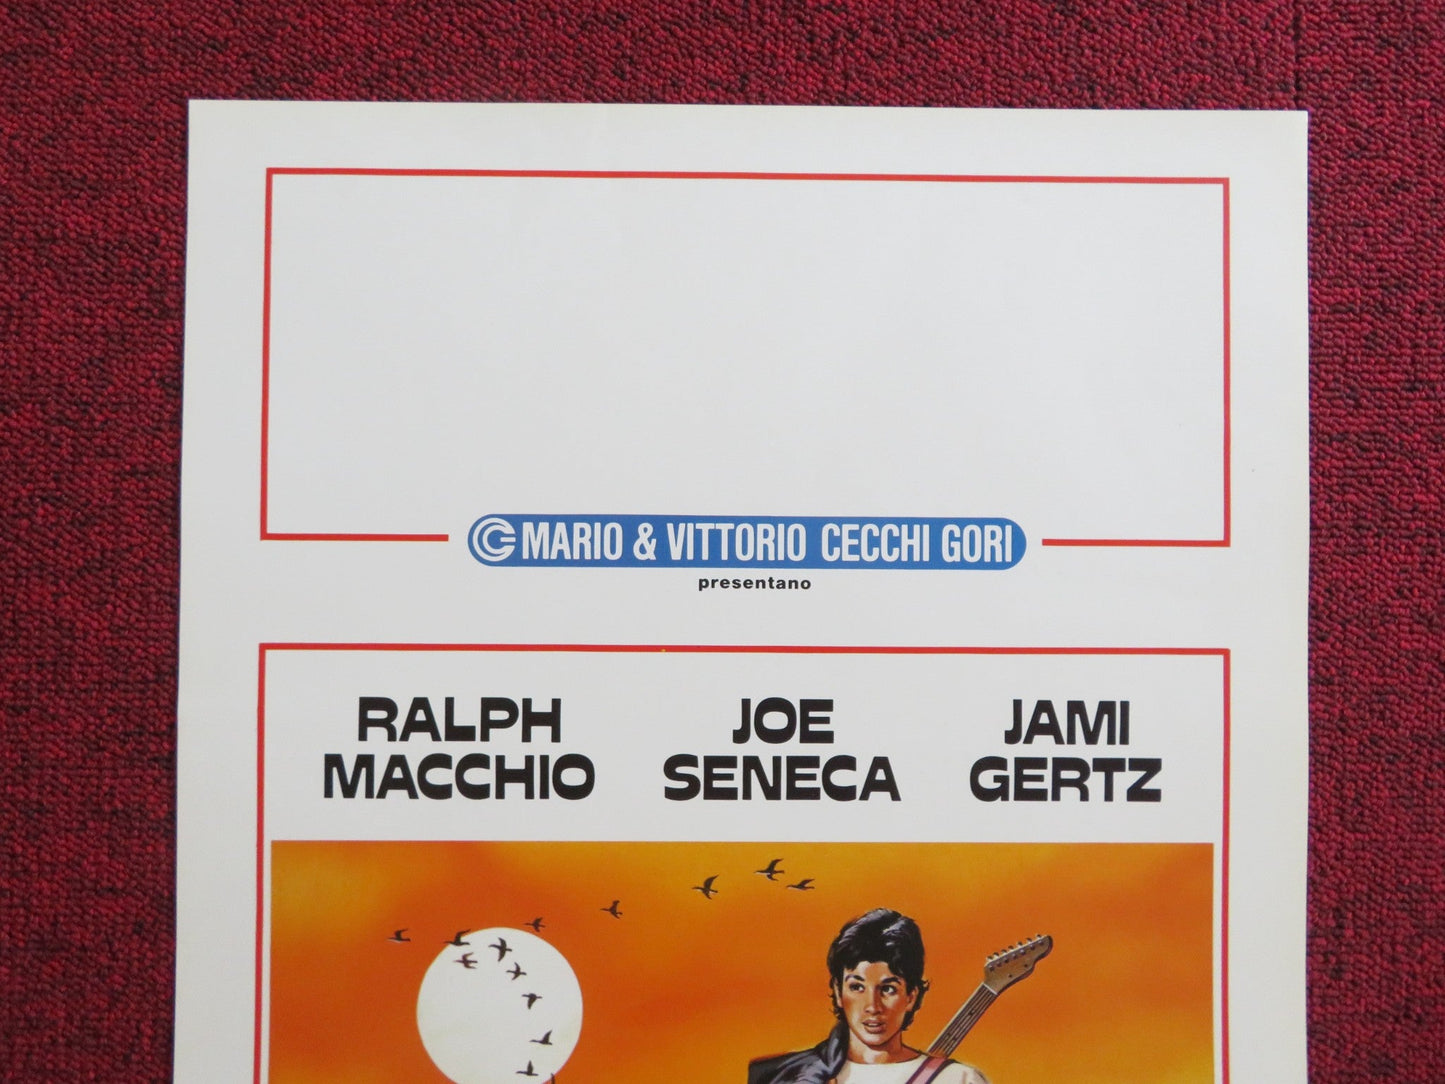 MARIO & VITTORIO CECCHI GORI
presentano
RALPH MACCHIO
JOE SENECA
JAMI GERTZ